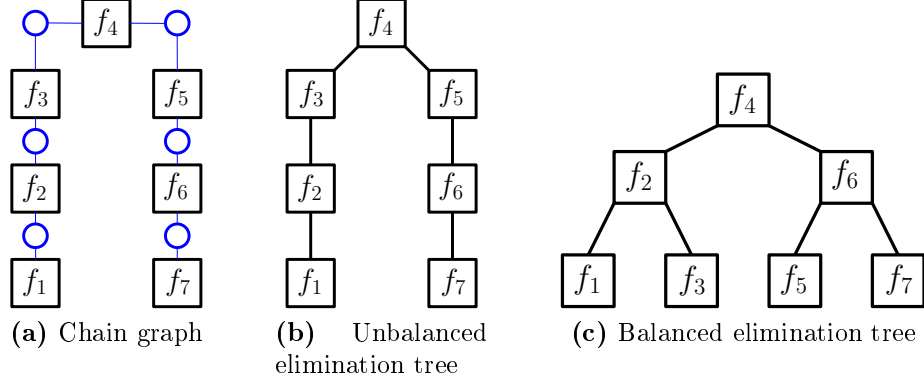 f4
f3
f5
f2
f6
f1
f7
(a) Chain graph
f4
f3
f5
f2
f6
f1
f7
(b) Unbalanced
elimination tree
f4
f2
f6
f1
f3
f5
f7
(c) Balanced elimination tree